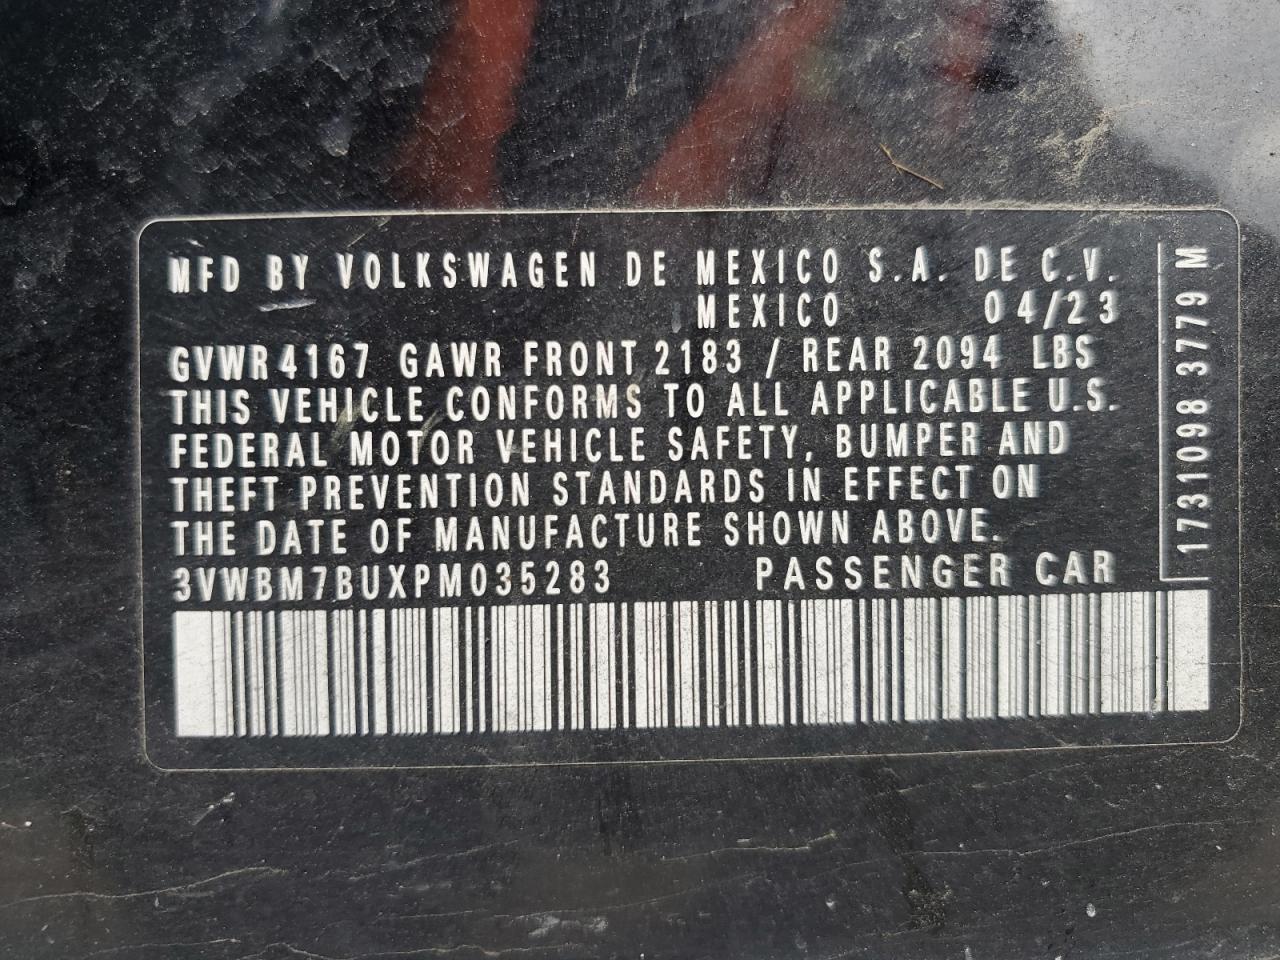 MFD BY VOLKSWAGEN DE MEXICO S.A. DE C.V.
MEXICO 04/23
GVWR 4167 GAWR FRONT 2183 / REAR 2094 LBS
THIS VEHICLE CONFORMS TO ALL APPLICABLE U.S.
FEDERAL MOTOR VEHICLE SAFETY, BUMPER AND
THEFT PREVENTION STANDARDS IN EFFECT ON
THE DATE OF MANUFACTURE SHOWN ABOVE.
3VWBM7BUXPM035283 PASSENGER CAR
1731098 3779 M